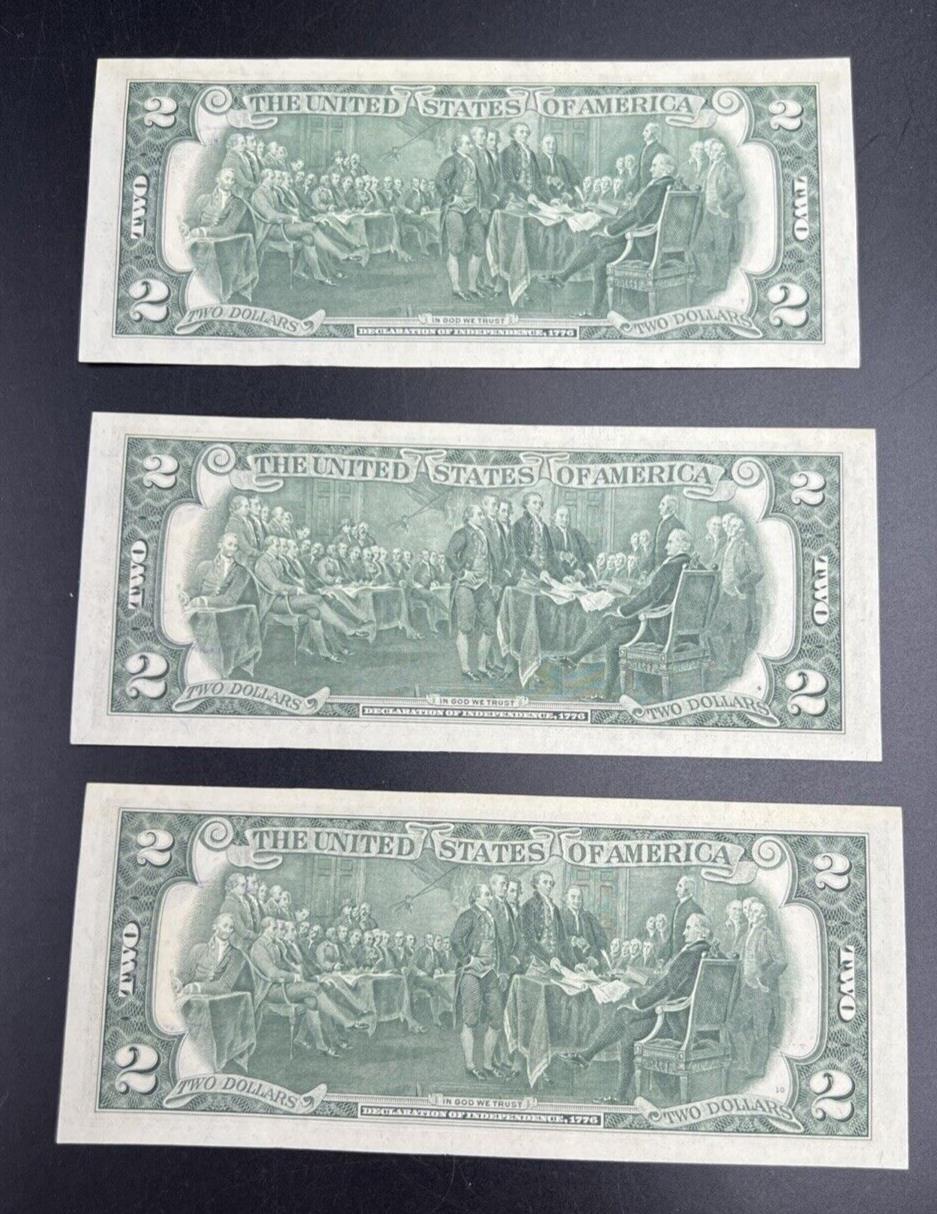 2 THE UNITED STATES OF AMERICA 2
TWO TWO
2 TWO DOLLARS IN GOD WE TRUST TWO DOLLARS 2
DECLARATION OF INDEPENDENCE, 1776
2 THE UNITED STATES OF AMERICA 2
TWO TWO
2 TWO DOLLARS IN GOD WE TRUST TWO DOLLARS 2
DECLARATION OF INDEPENDENCE, 1776
2 THE UNITED STATES OF AMERICA 2
TWO TWO
10
2 TWO DOLLARS IN GOD WE TRUST TWO DOLLARS 2
DECLARATION OF INDEPENDENCE, 1776